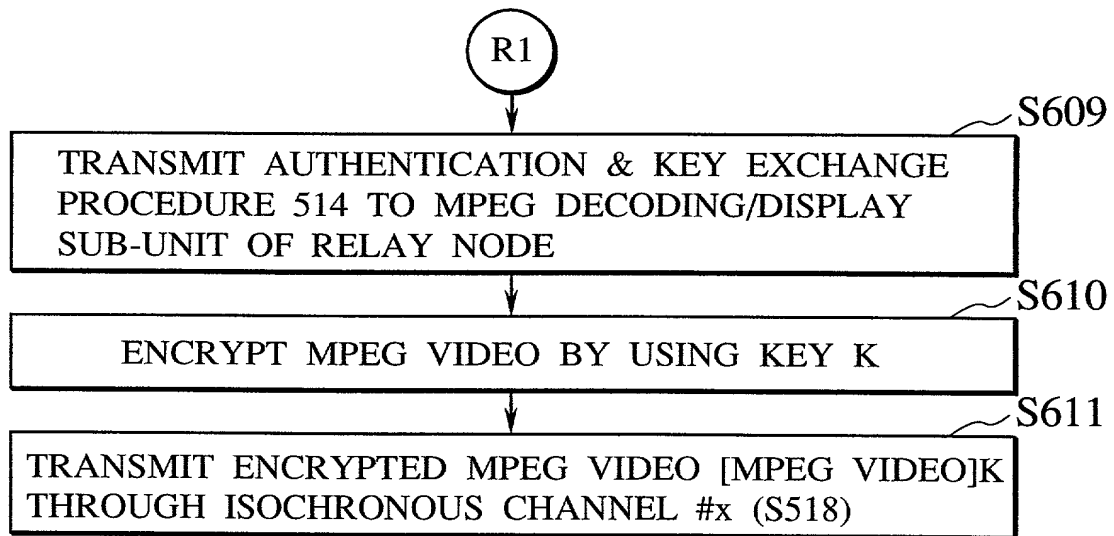 R1
S609
TRANSMIT AUTHENTICATION & KEY EXCHANGE
PROCEDURE 514 TO MPEG DECODING/DISPLAY
SUB-UNIT OF RELAY NODE
S610
ENCRYPT MPEG VIDEO BY USING KEY K
S611
TRANSMIT ENCRYPTED MPEG VIDEO [MPEG VIDEO]K
THROUGH ISOCHRONOUS CHANNEL #x (S518)